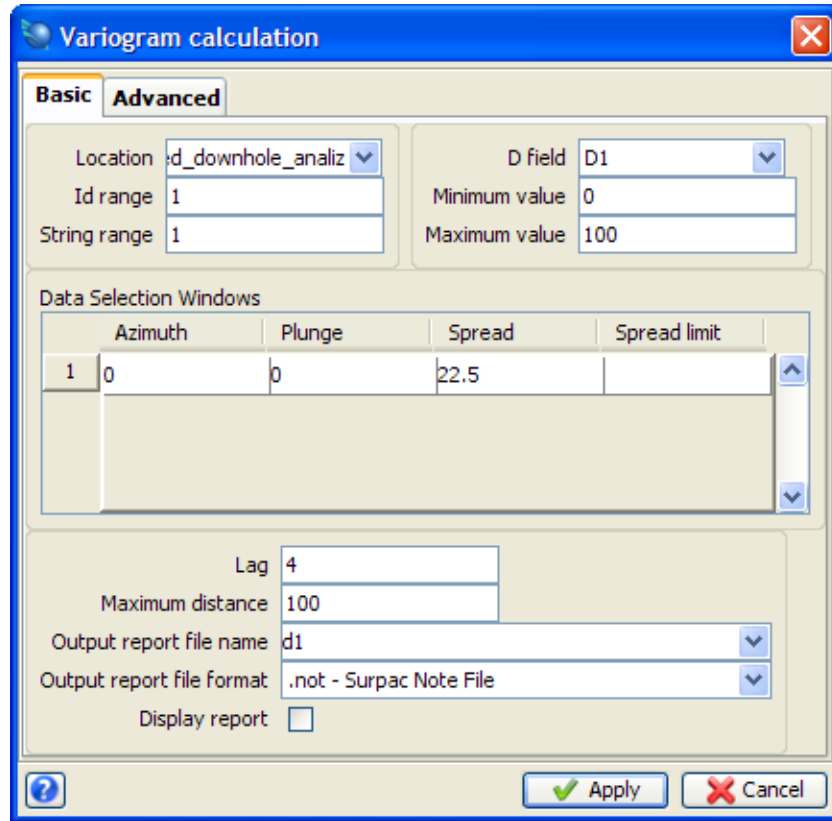 Variogram calculation
Basic Advanced
Location ed_downhole_analiz D field D1
Id range 1 Minimum value 0
String range 1 Maximum value 100
Data Selection Windows
Azimuth Plunge Spread Spread limit
1 0 0 22.5
Lag 4
Maximum distance 100
Output report file name d1
Output report file format .not - Surpac Note File
Display report
? Apply Cancel